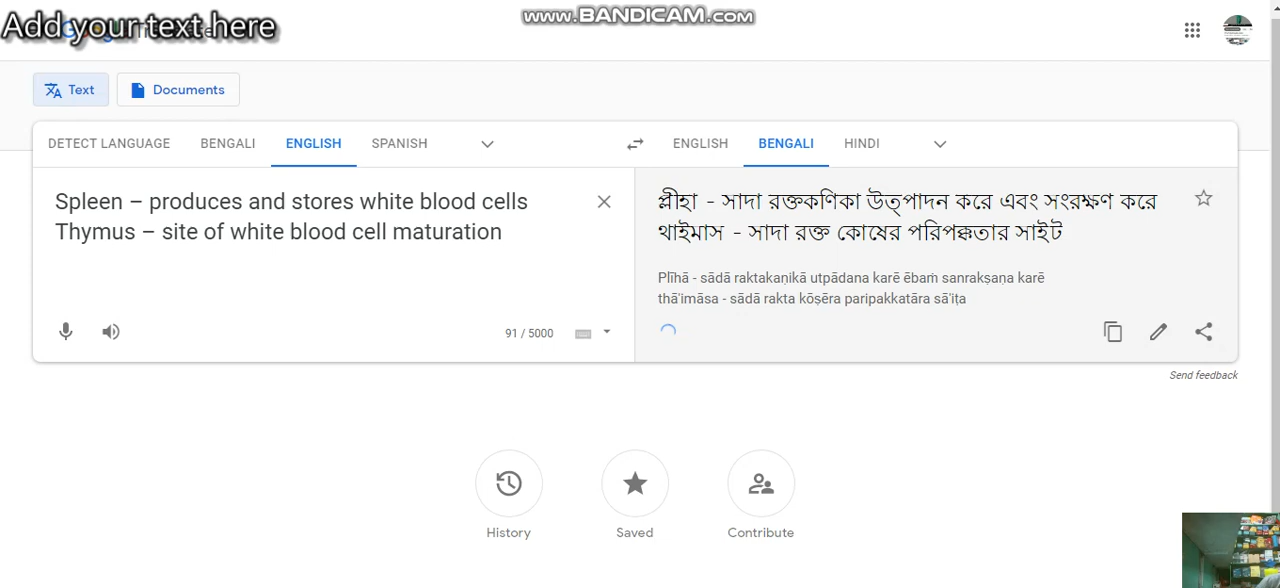 www.BANDICAM.com
Add your text here
Text
Documents
DETECT LANGUAGE BENGALI ENGLISH SPANISH
ENGLISH BENGALI HINDI
Spleen – produces and stores white blood cells
Thymus – site of white blood cell maturation
91 / 5000
প্লীহা - সাদা রক্তকণিকা উত্পাদন করে এবং সংরক্ষণ করে
থাইমাস - সাদা রক্ত কোষের পরিপক্কতার সাইট
Plīhā - sādā raktakaṇikā utpādana karē ēbaṁ sanrakṣaṇa karē
thā'imāsa - sādā rakta kōṣēra paripakkatāra sā'iṭa
Send feedback
History
Saved
Contribute